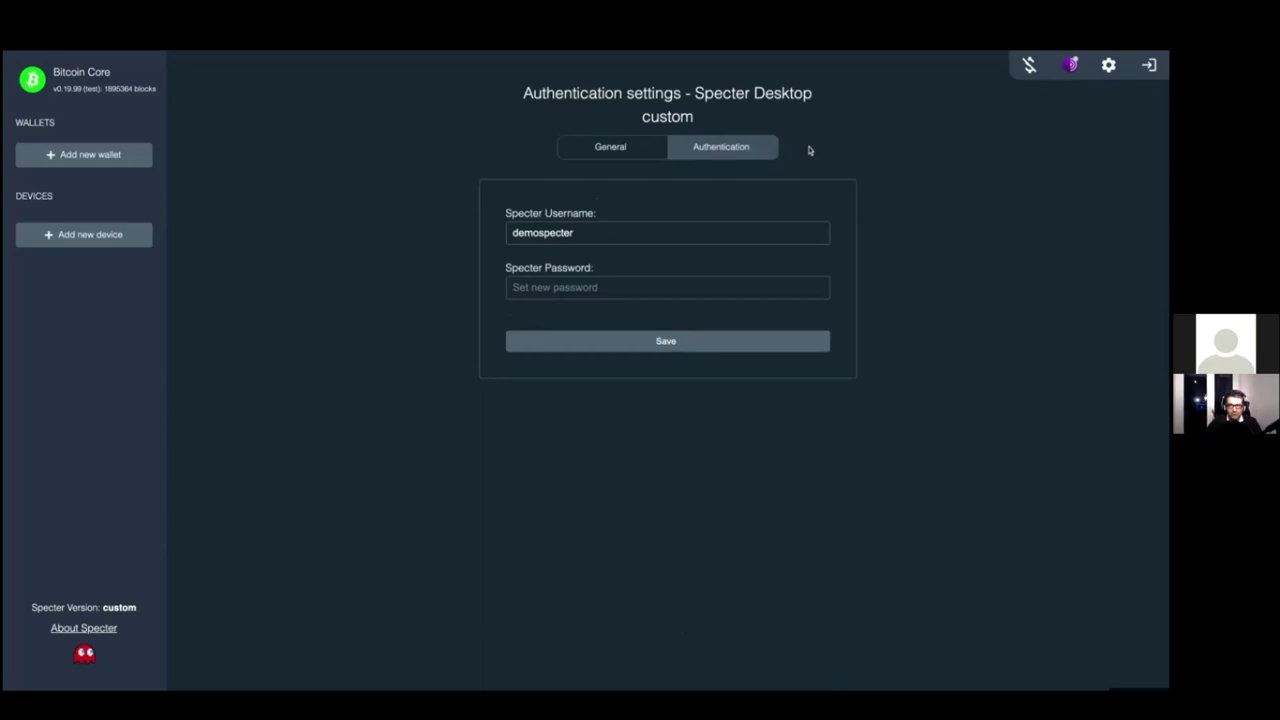 Bitcoin Core
v0.19.99 (test): 1895364 blocks
WALLETS
+ Add new wallet
DEVICES
+ Add new device
Specter Version: custom
About Specter
Authentication settings - Specter Desktop
custom
General
Authentication
Specter Username:
demospecter
Specter Password:
Set new password
Save